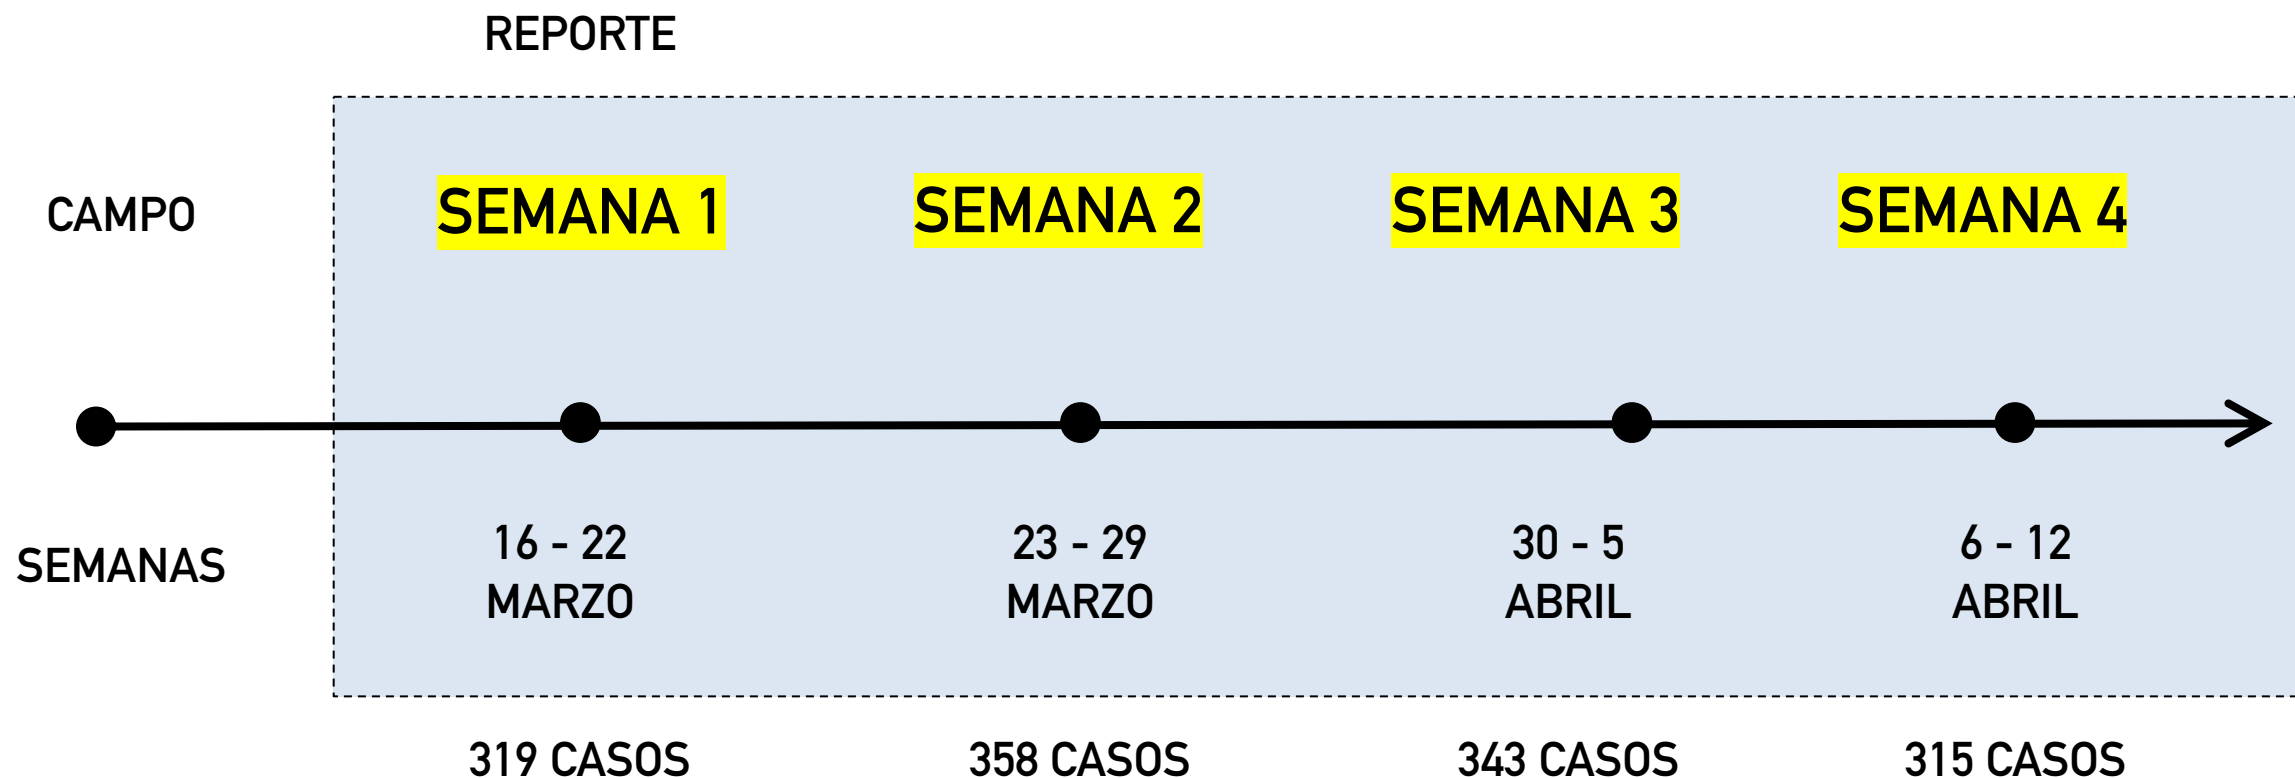 REPORTE
CAMPO
SEMANA 1
SEMANA 2
SEMANA 3
SEMANA 4
SEMANAS
16 - 22
MARZO
23 - 29
MARZO
30 - 5
ABRIL
6 - 12
ABRIL
319 CASOS
358 CASOS
343 CASOS
315 CASOS